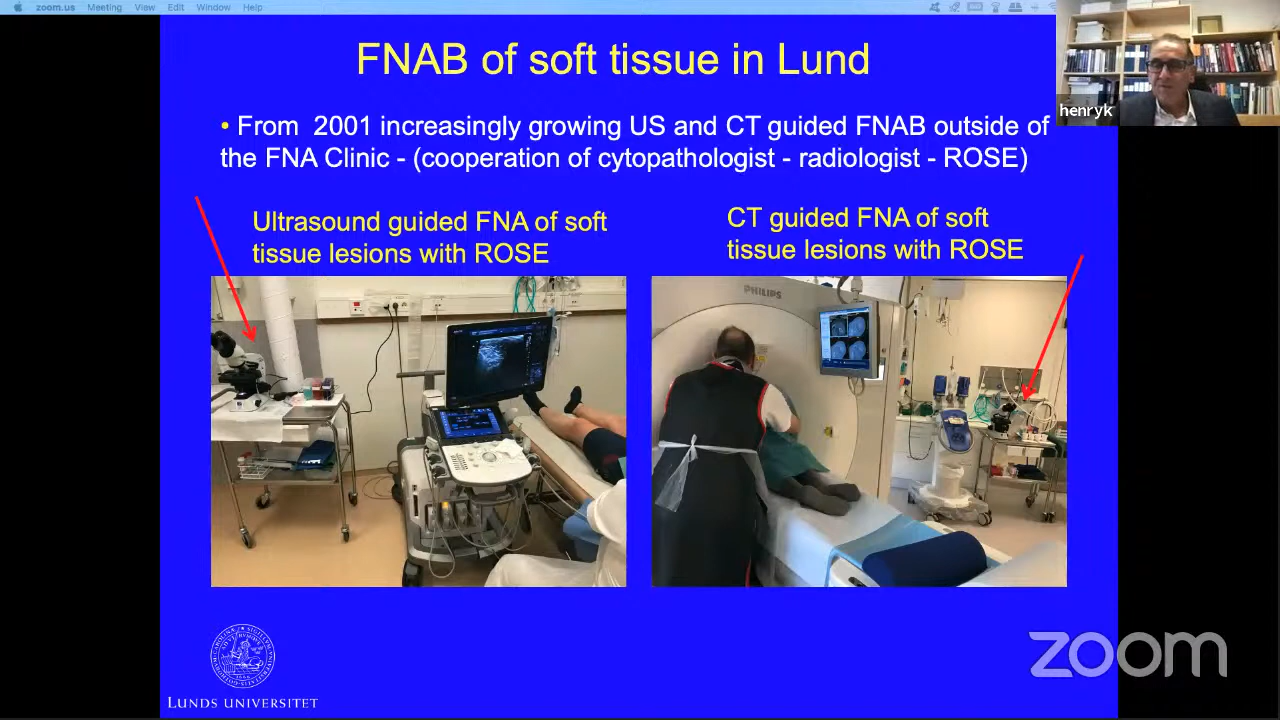 zoom.us Meeting View Edit Window Help
FNAB of soft tissue in Lund
• From 2001 increasingly growing US and CT guided FNAB outside of
the FNA Clinic - (cooperation of cytopathologist - radiologist - ROSE)
henryk
Ultrasound guided FNA of soft
tissue lesions with ROSE
CT guided FNA of soft
tissue lesions with ROSE
PHILIPS
LUNDS UNIVERSITET
zoom